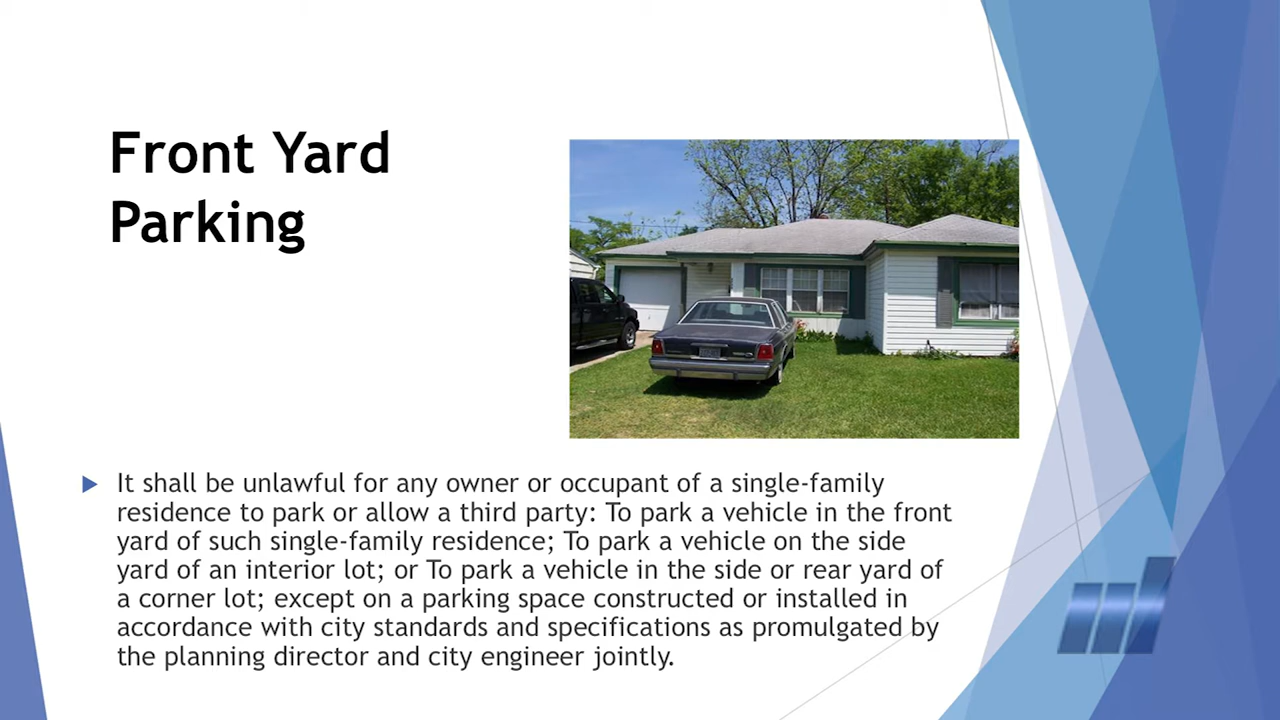 Front Yard
Parking
It shall be unlawful for any owner or occupant of a single-family
residence to park or allow a third party: To park a vehicle in the front
yard of such single-family residence; To park a vehicle on the side
yard of an interior lot; or To park a vehicle in the side or rear yard of
a corner lot; except on a parking space constructed or installed in
accordance with city standards and specifications as promulgated by
the planning director and city engineer jointly.